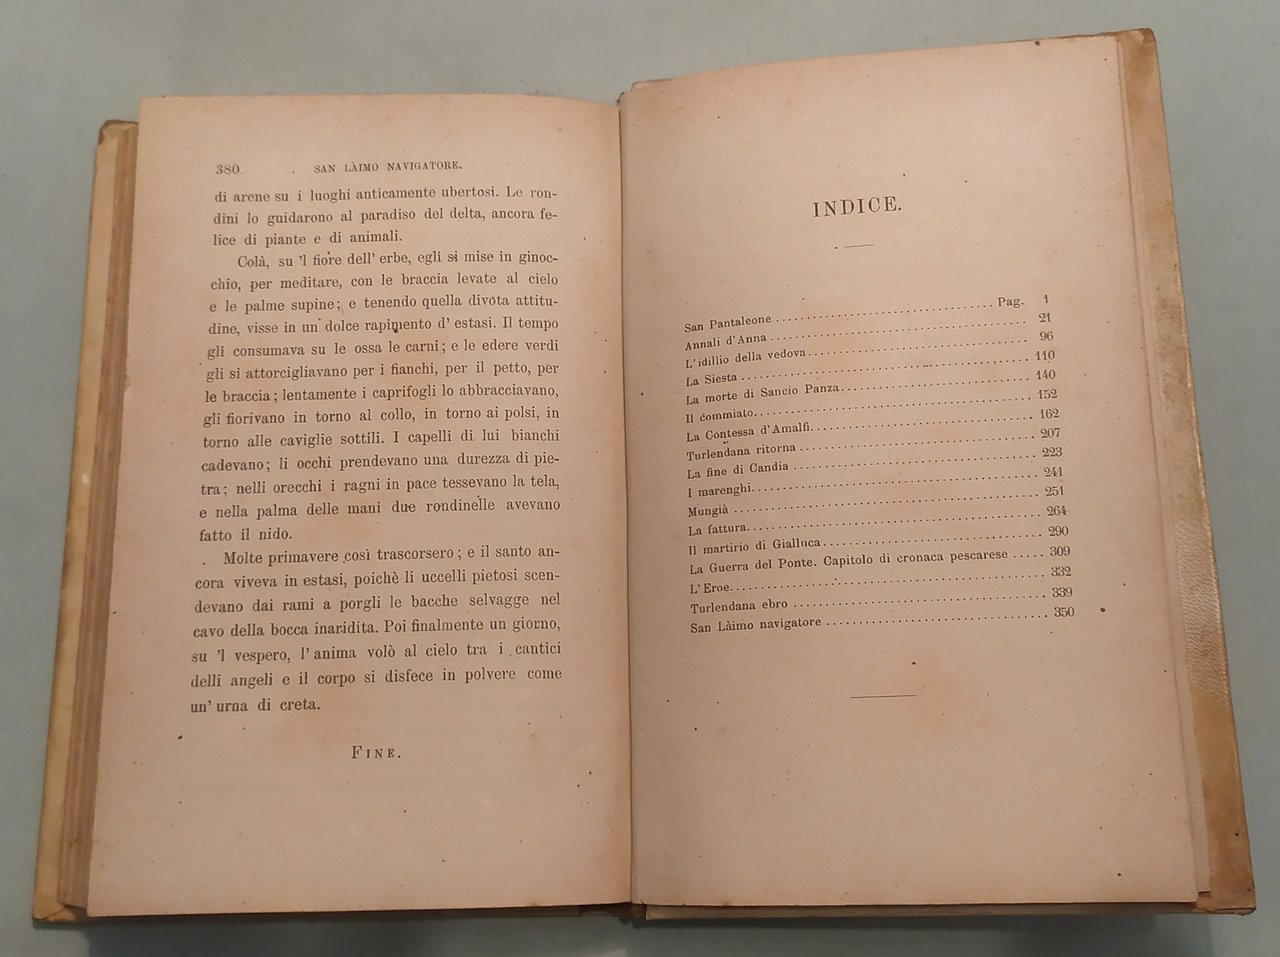 380 SAN LÀIMO NAVIGATORE.
di arene su i luoghi anticamente ubertosi. Le ron-
dini lo guidarono al paradiso del delta, ancora fe-
lice di piante e di animali.
Colà, su 'l fiore dell' erbe, egli si mise in ginoc-
chio, per meditare, con le braccia levate al cielo
e le palme supine; e tenendo quella divota attitu-
dine, visse in un dolce rapimento d' estasi. Il tempo
gli consumava su le ossa le carni; e le edere verdi
gli si attorcigliavano per i fianchi, per il petto, per
le braccia; lentamente i caprifogli lo abbracciavano,
gli fiorivano in torno al collo, in torno ai polsi, in
torno alle caviglie sottili. I capelli di lui bianchi
cadevano; li occhi prendevano una durezza di pie-
tra; nelli orecchi i ragni in pace tessevano la tela,
e nella palma delle mani due rondinelle avevano
fatto il nido.
Molte primavere così trascorsero; e il santo an-
cora viveva in estasi, poichè li uccelli pietosi scen-
devano dai rami a porgli le bacche selvagge nel
cavo della bocca inaridita. Poi finalmente un giorno,
su 'l vespero, l' anima volò al cielo tra i cantici
delli angeli e il corpo si disfece in polvere come
un' urna di creta.
FINE.
INDICE.
San Pantaleone Pag. 1
Annali d'Anna 21
L'idillio della vedova 96
La Siesta 110
La morte di Sancio Panza 140
Il commiato 152
La Contessa d'Amalfi 162
Turlendana ritorna 207
La fine di Candia 223
I marenghi 241
Mungià 251
La fattura 264
Il martirio di Gialluca 290
La Guerra del Ponte. Capitolo di cronaca pescarese 309
L'Eroe 332
Turlendana ebro 339
San Làimo navigatore 350